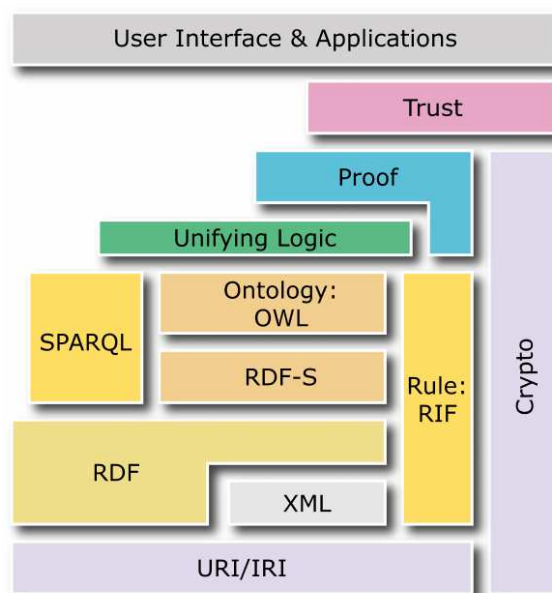 User Interface & Applications
Trust
Proof
Unifying Logic
Ontology:
OWL
SPARQL
RDF-S
Rule:
RIF
Crypto
RDF
XML
URI/IRI